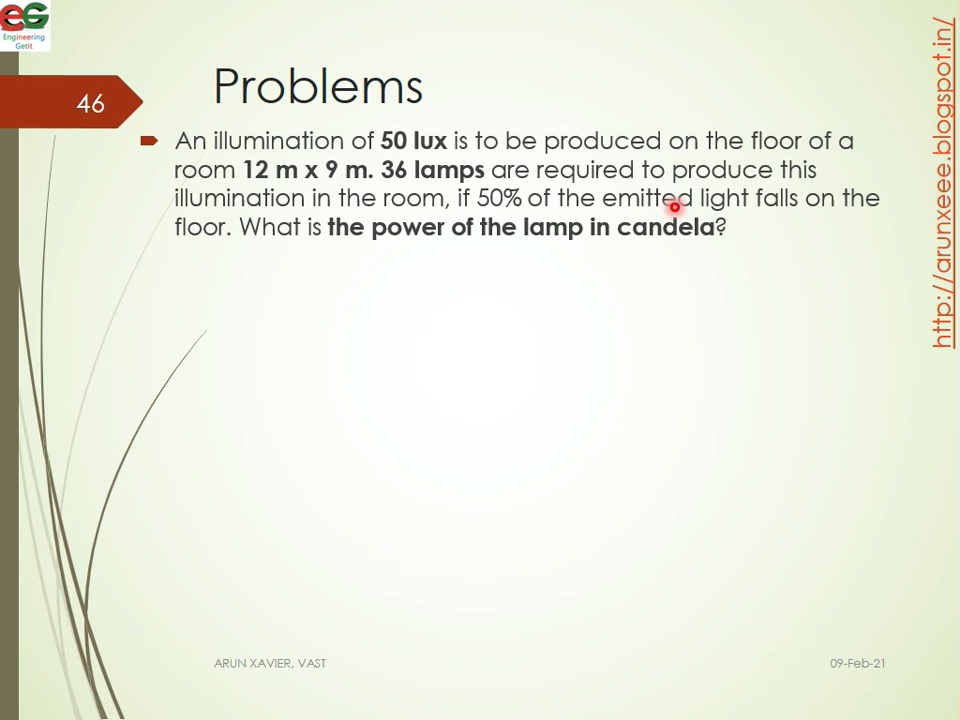 EG
Engineering
Getit
46
Problems
An illumination of 50 lux is to be produced on the floor of a
room 12 m x 9 m. 36 lamps are required to produce this
illumination in the room, if 50% of the emitted light falls on the
floor. What is the power of the lamp in candela?
http://arunxeee.blogspot.in/
ARUN XAVIER, VAST
09-Feb-21